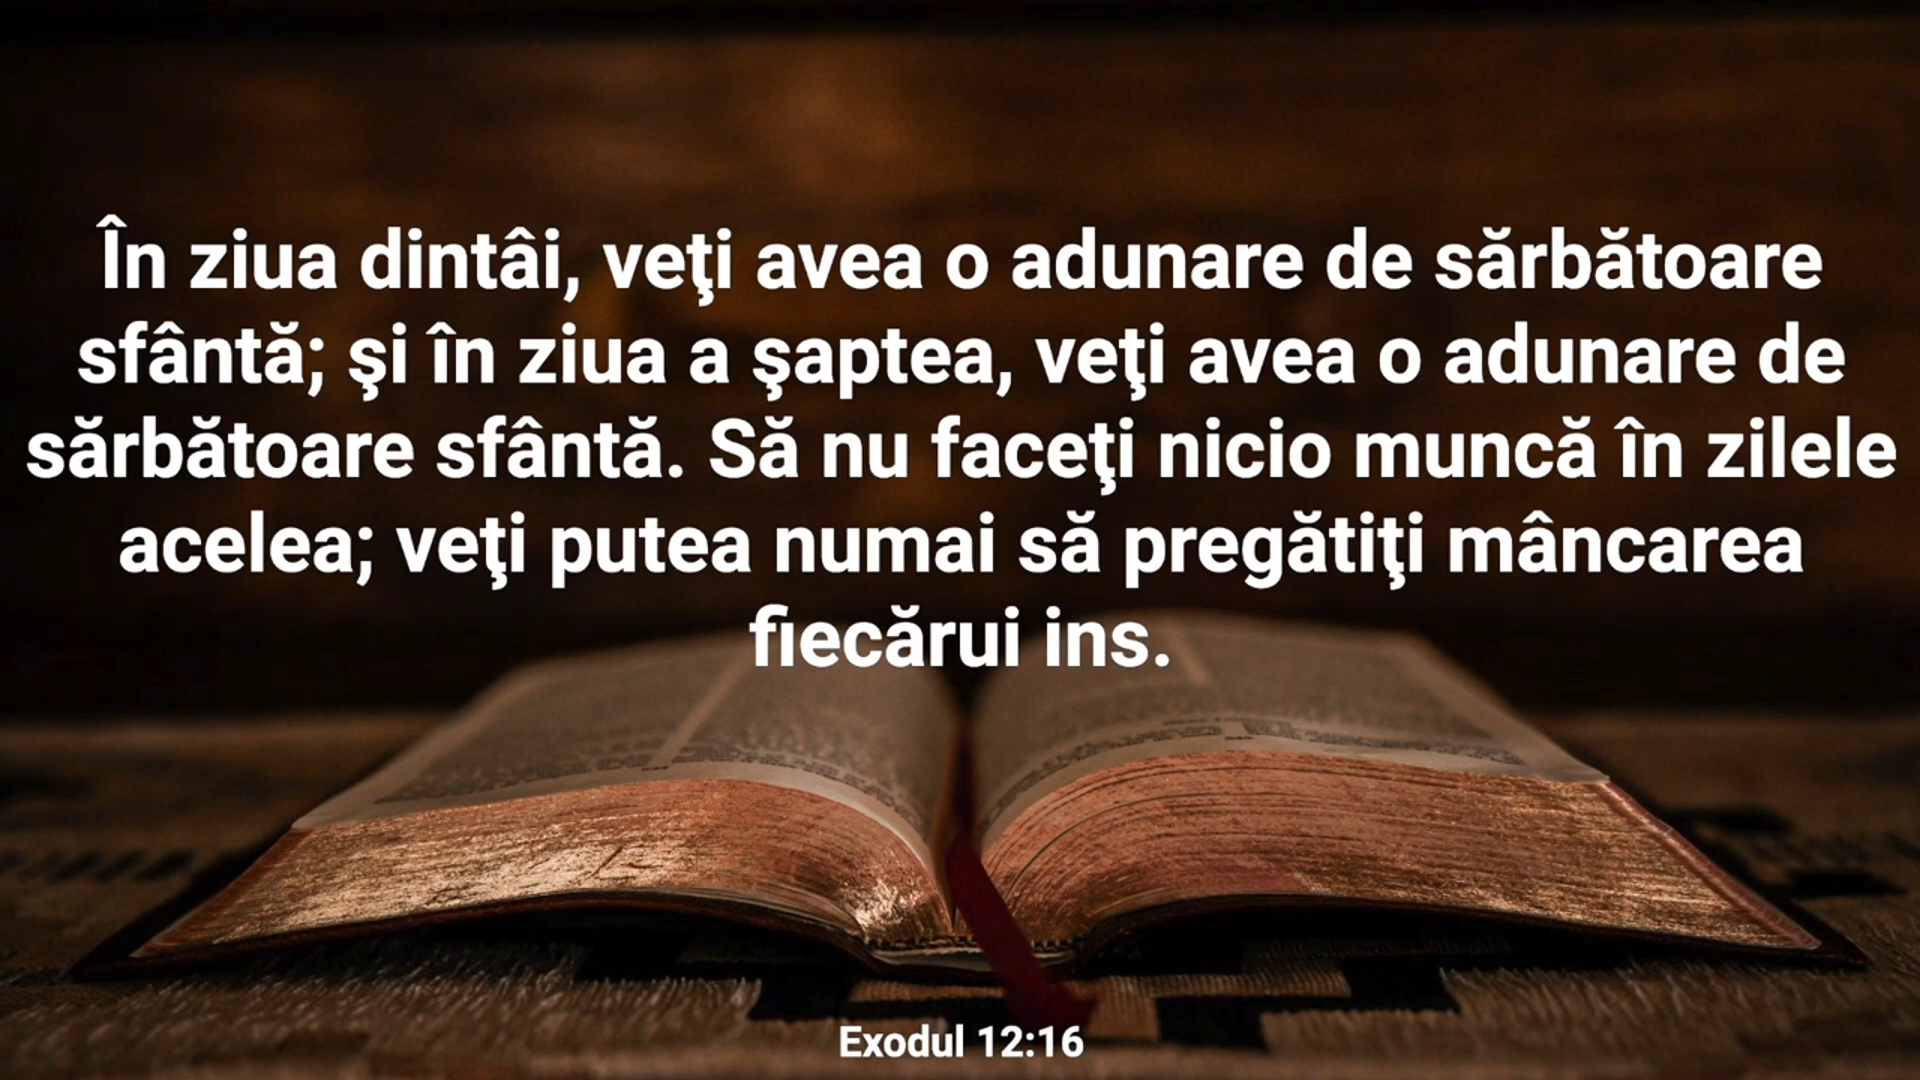 În ziua dintâi, veţi avea o adunare de sărbătoare
sfântă; şi în ziua a şaptea, veţi avea o adunare de
sărbătoare sfântă. Să nu faceţi nicio muncă în zilele
acelea; veţi putea numai să pregătiţi mâncarea
fiecărui ins.
Exodul 12:16